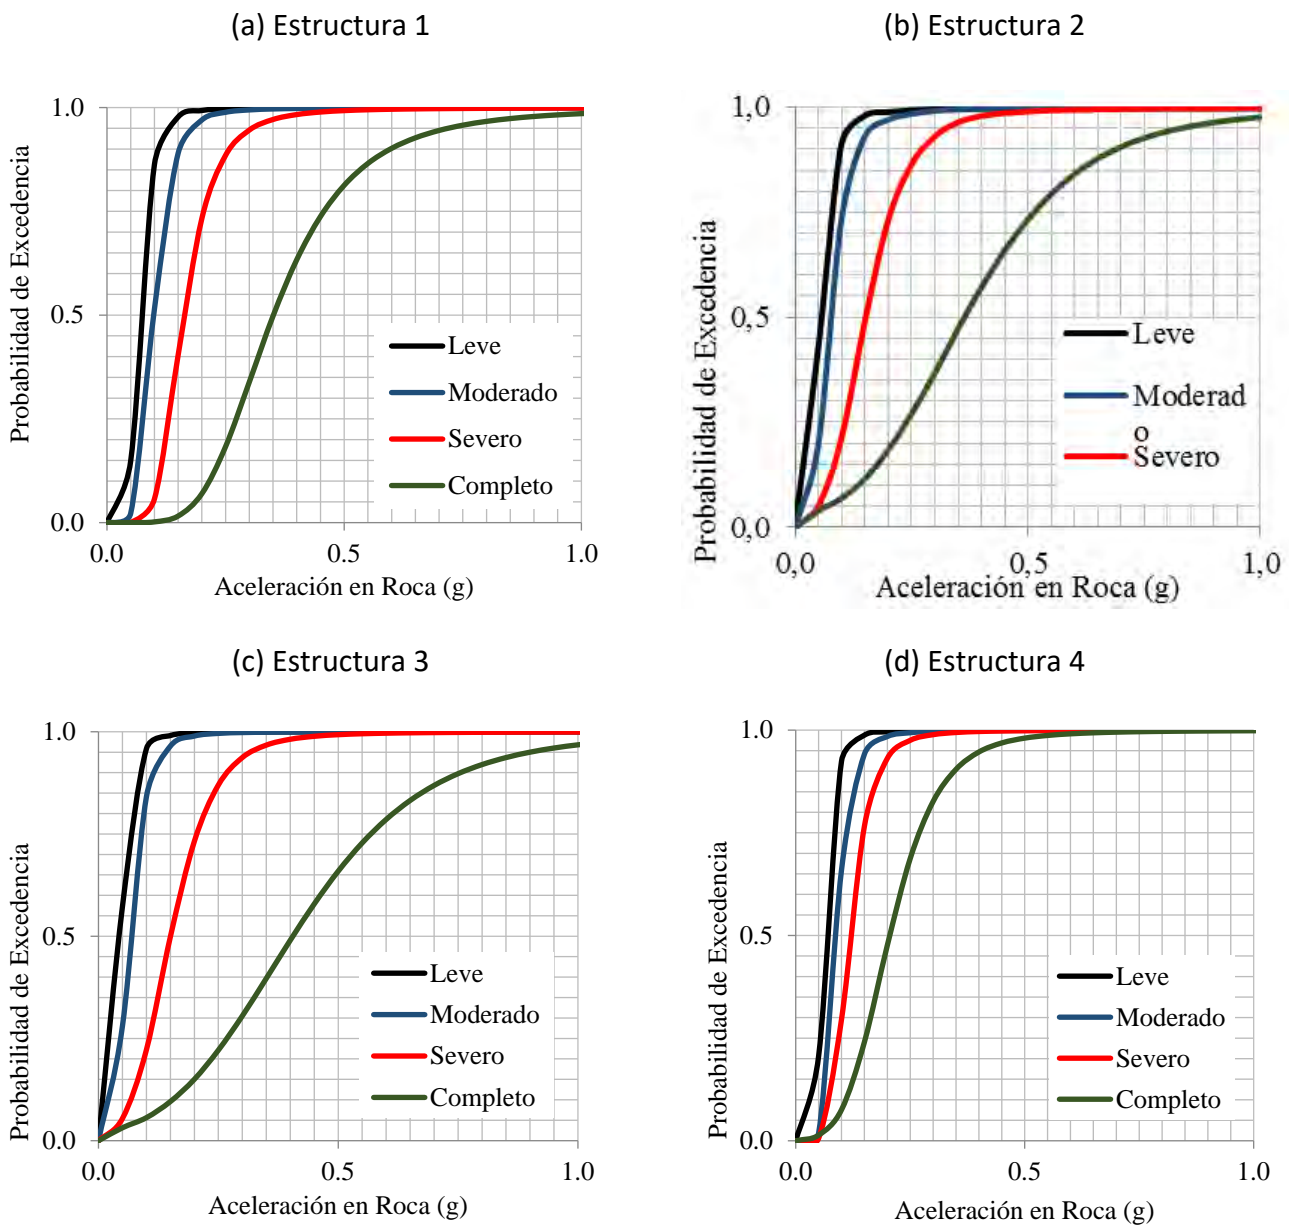 (a) Estructura 1
1.0
0.5
0.0
0.0
0.5
1.0
Probabilidad de Excedencia
Aceleración en Roca (g)
Leve
Moderado
Severo
Completo
(b) Estructura 2
1,0
0,5
0,0
0,0
0,5
1,0
Probabilidad de Excedencia
Aceleración en Roca (g)
Leve
Moderad
o
Severo
(c) Estructura 3
1.0
0.5
0.0
0.0
0.5
1.0
Probabilidad de Excedencia
Aceleración en Roca (g)
Leve
Moderado
Severo
Completo
(d) Estructura 4
1.0
0.5
0.0
0.0
0.5
1.0
Probabilidad de Excedencia
Aceleración en Roca (g)
Leve
Moderado
Severo
Completo